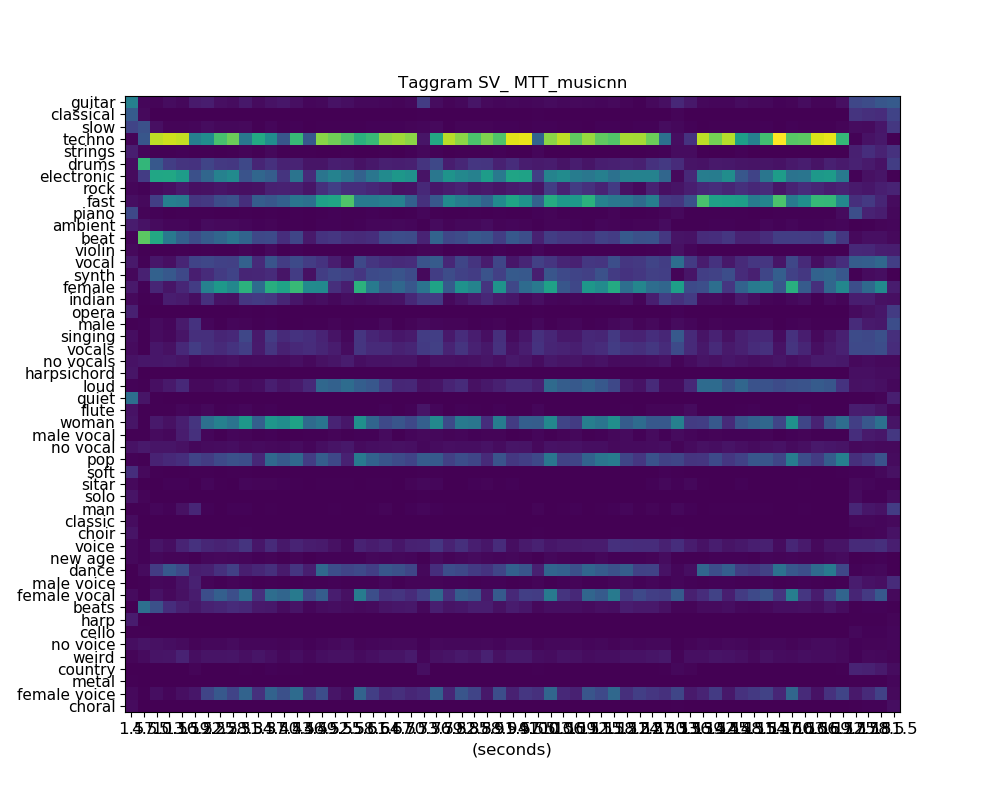 Taggram SV_ MTT_musicnn
guitar
classical
slow
techno
strings
drums
electronic
rock
fast
piano
ambient
beat
violin
vocal
synth
female
indian
opera
male
singing
vocals
no vocals
harpsichord
loud
quiet
flute
woman
male vocal
no vocal
pop
soft
sitar
solo
man
classic
choir
voice
new age
dance
male voice
female vocal
beats
harp
cello
no voice
weird
country
metal
female voice
choral
(seconds)